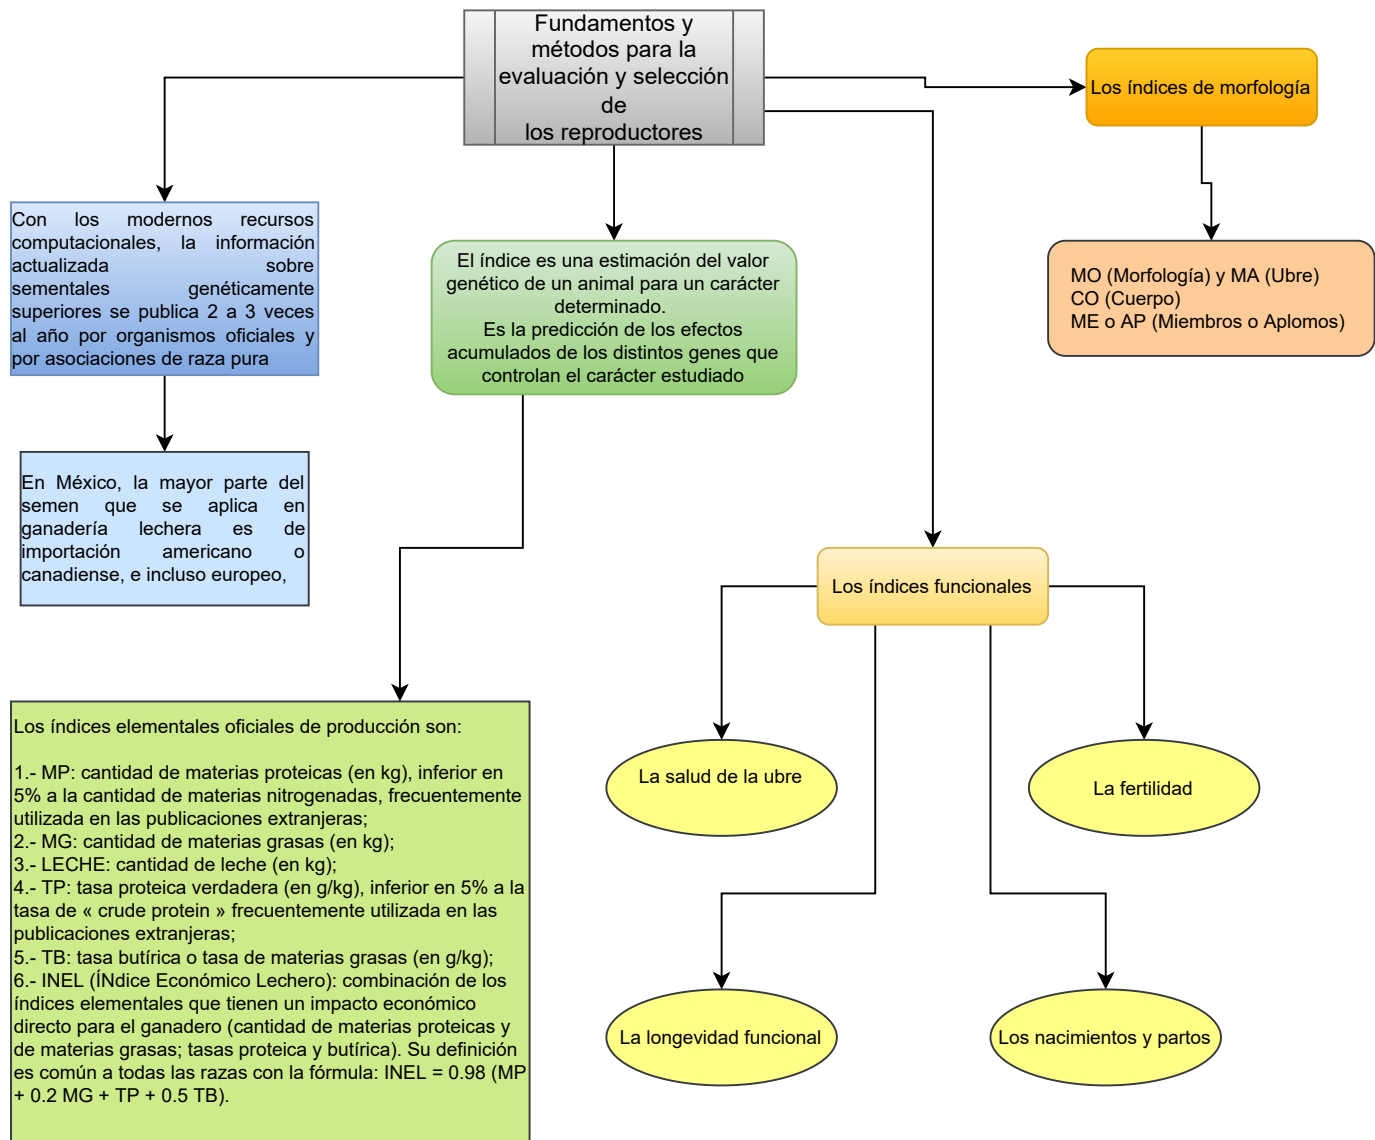 Fundamentos y
métodos para la
evaluación y selección
de
los reproductores
Los índices de morfología
Con los modernos recursos
computacionales, la información
actualizada sobre
sementales genéticamente
superiores se publica 2 a 3 veces
al año por organismos oficiales y
por asociaciones de raza pura
El índice es una estimación del valor
genético de un animal para un carácter
determinado.
Es la predicción de los efectos
acumulados de los distintos genes que
controlan el carácter estudiado
MO (Morfología) y MA (Ubre)
CO (Cuerpo)
ME o AP (Miembros o Aplomos)
En México, la mayor parte del
semen que se aplica en
ganadería lechera es de
importación americano o
canadiense, e incluso europeo,
Los índices funcionales
Los índices elementales oficiales de producción son:
1.- MP: cantidad de materias proteicas (en kg), inferior en
5% a la cantidad de materias nitrogenadas, frecuentemente
utilizada en las publicaciones extranjeras;
2.- MG: cantidad de materias grasas (en kg);
3.- LECHE: cantidad de leche (en kg);
4.- TP: tasa proteica verdadera (en g/kg), inferior en 5% a la
tasa de « crude protein » frecuentemente utilizada en las
publicaciones extranjeras;
5.- TB: tasa butírica o tasa de materias grasas (en g/kg);
6.- INEL (ÍNdice Económico Lechero): combinación de los
índices elementales que tienen un impacto económico
directo para el ganadero (cantidad de materias proteicas y
de materias grasas; tasas proteica y butírica). Su definición
es común a todas las razas con la fórmula: INEL = 0.98 (MP
+ 0.2 MG + TP + 0.5 TB).
La salud de la ubre
La fertilidad
La longevidad funcional
Los nacimientos y partos